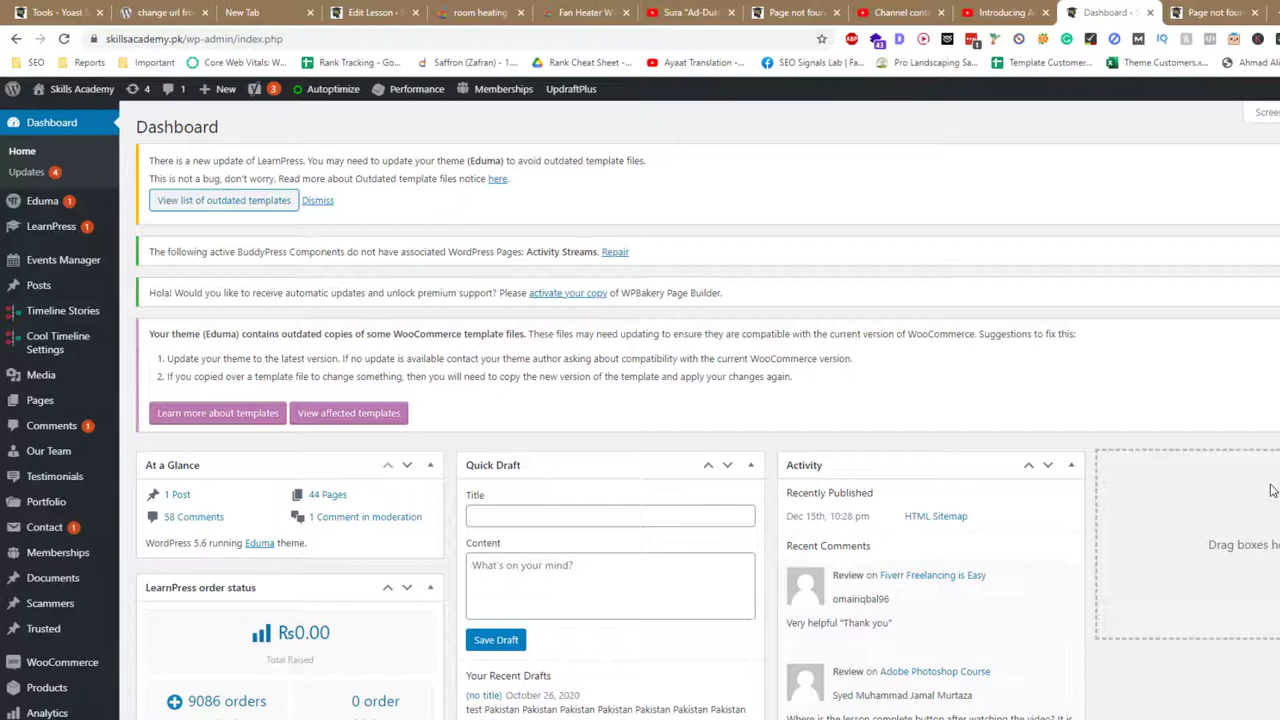 Tools - Yoast S
change url fro
New Tab
Edit Lesson -
room heating
Fan Heater W
Sura "Ad-Duk
Page not foun
Channel cont
Introducing A
Dashboard ‹ S
Page not foun
skillsacademy.pk/wp-admin/index.php
SEO
Reports
Important
Core Web Vitals: W...
Rank Tracking - Go...
Saffron (Zafran) - 1....
Rank Cheat Sheet -...
Ayaat Translation -...
SEO Signals Lab | Fa...
Pro Landscaping Sa...
Template Customer...
Theme Customers.x...
Ahmad Ali
Skills Academy
4
1
New
3
Autoptimize
Performance
Memberships
UpdraftPlus
Dashboard
Home
Updates 4
Eduma 1
LearnPress 1
Events Manager
Posts
Timeline Stories
Cool Timeline
Settings
Media
Pages
Comments 1
Our Team
Testimonials
Portfolio
Contact 1
Memberships
Documents
Scammers
Trusted
WooCommerce
Products
Analytics
Dashboard
Screen
There is a new update of LearnPress. You may need to update your theme (Eduma) to avoid outdated template files.
This is not a bug, don't worry. Read more about Outdated template files notice here.
View list of outdated templates
Dismiss
The following active BuddyPress Components do not have associated WordPress Pages: Activity Streams. Repair
Hola! Would you like to receive automatic updates and unlock premium support? Please activate your copy of WPBakery Page Builder.
Your theme (Eduma) contains outdated copies of some WooCommerce template files. These files may need updating to ensure they are compatible with the current version of WooCommerce. Suggestions to fix this:
1. Update your theme to the latest version. If no update is available contact your theme author asking about compatibility with the current WooCommerce version.
2. If you copied over a template file to change something, then you will need to copy the new version of the template and apply your changes again.
Learn more about templates
View affected templates
At a Glance
1 Post
44 Pages
58 Comments
1 Comment in moderation
WordPress 5.6 running Eduma theme.
LearnPress order status
Rs0.00
Total Raised
9086 orders
0 order
Quick Draft
Title
Content
What's on your mind?
Save Draft
Your Recent Drafts
(no title) October 26, 2020
test Pakistan Pakistan Pakistan Pakistan Pakistan Pakistan
Activity
Recently Published
Dec 15th, 10:28 pm
HTML Sitemap
Recent Comments
Review on Fiverr Freelancing is Easy
omairiqbal96
Very helpful "Thank you"
Review on Adobe Photoshop Course
Syed Muhammad Jamal Murtaza
Where is the lesson complete button after watching the video? It is
Drag boxes he